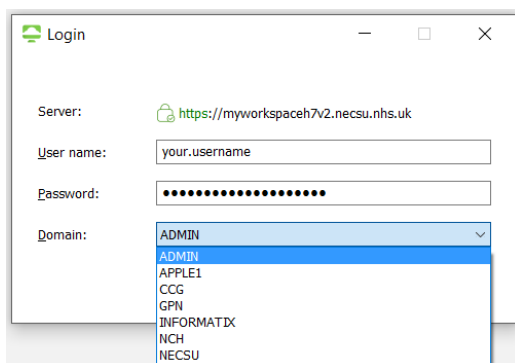 Login
Server: https://myworkspaceh7v2.necsu.nhs.uk
User name: your.username
Password: ●●●●●●●●●●●●●●●●●●●●
Domain: ADMIN
ADMIN
APPLE1
CCG
GPN
INFORMATIX
NCH
NECSU